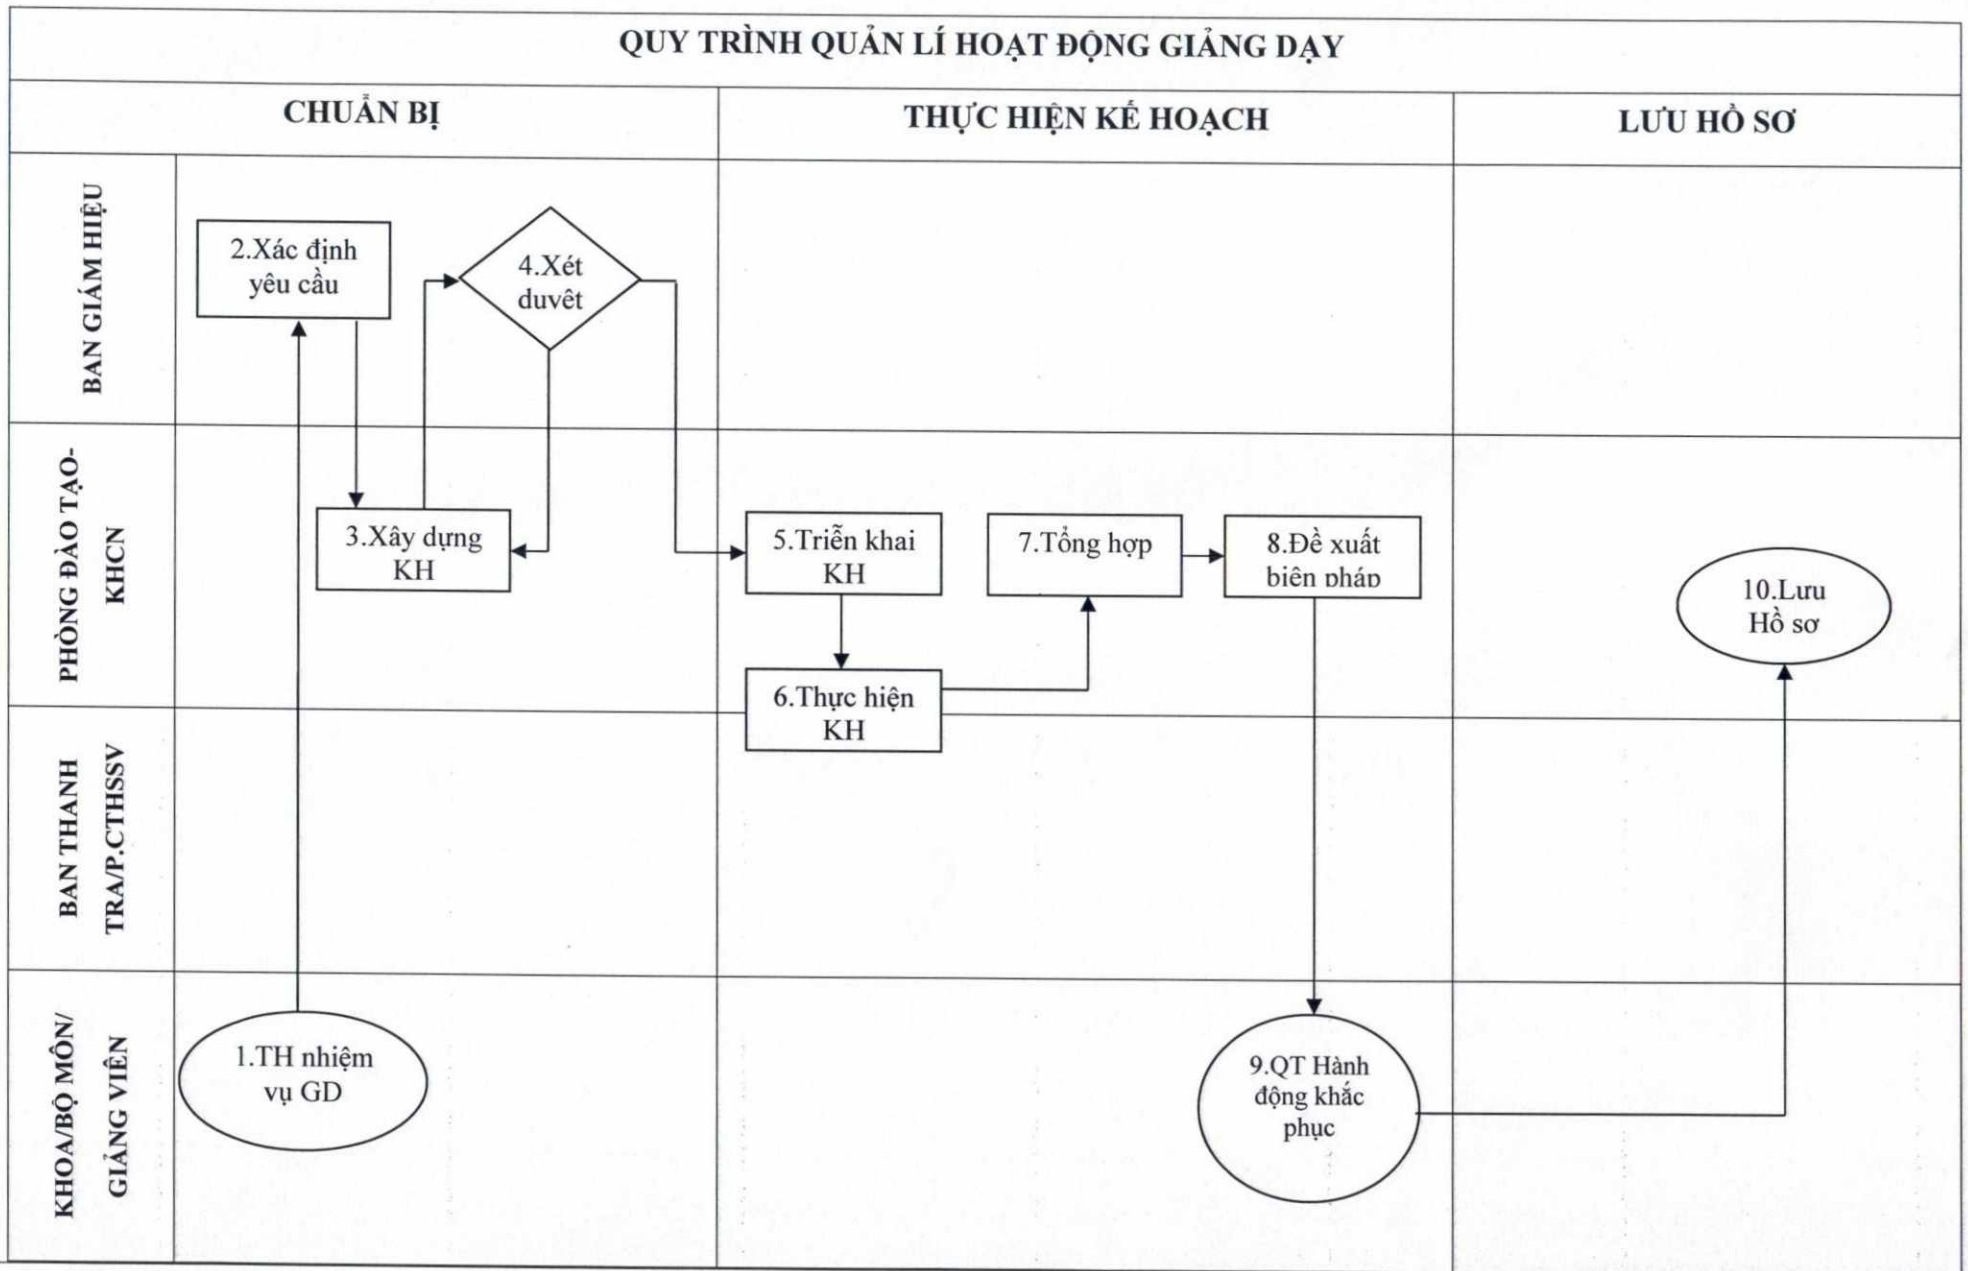 QUY TRÌNH QUẢN LÍ HOẠT ĐỘNG GIẢNG DẠY
CHUẨN BỊ
THỰC HIỆN KẾ HOẠCH
LƯU HỒ SƠ
BAN GIÁM HIỆU
2.Xác định
yêu cầu
4.Xét
duvêt
PHÒNG ĐÀO TẠO-
KHCN
3.Xây dựng
KH
5.Triễn khai
KH
7.Tổng hợp
8.Đề xuất
biện pháp
10.Lưu
Hồ sơ
6.Thực hiện
KH
BAN THANH
TRA/P.CTHSSV
KHOA/BỘ MÔN/
GIẢNG VIÊN
1.TH nhiệm
vụ GD
9.QT Hành
động khắc
phục